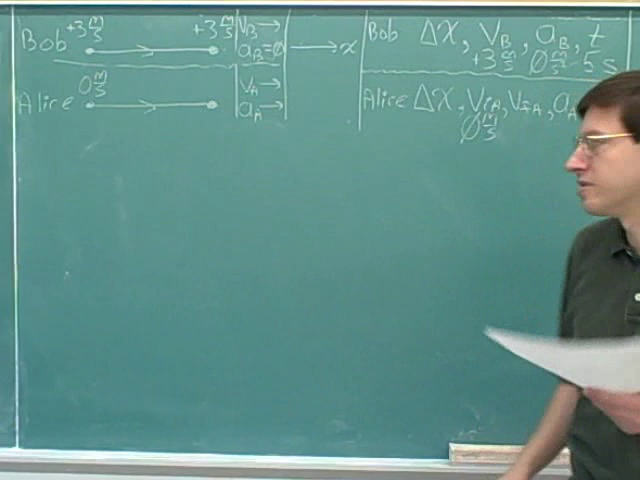 Bob +3 m/s +3 m/s V_B → a_B = 0 → x
Alice 0 m/s V_A → a_A →
Bob Δx, V_B, a_B, t
+3 m/s 0 m/s² 5 s
Alice Δx, V_iA, V_fA, a_A
0 m/s